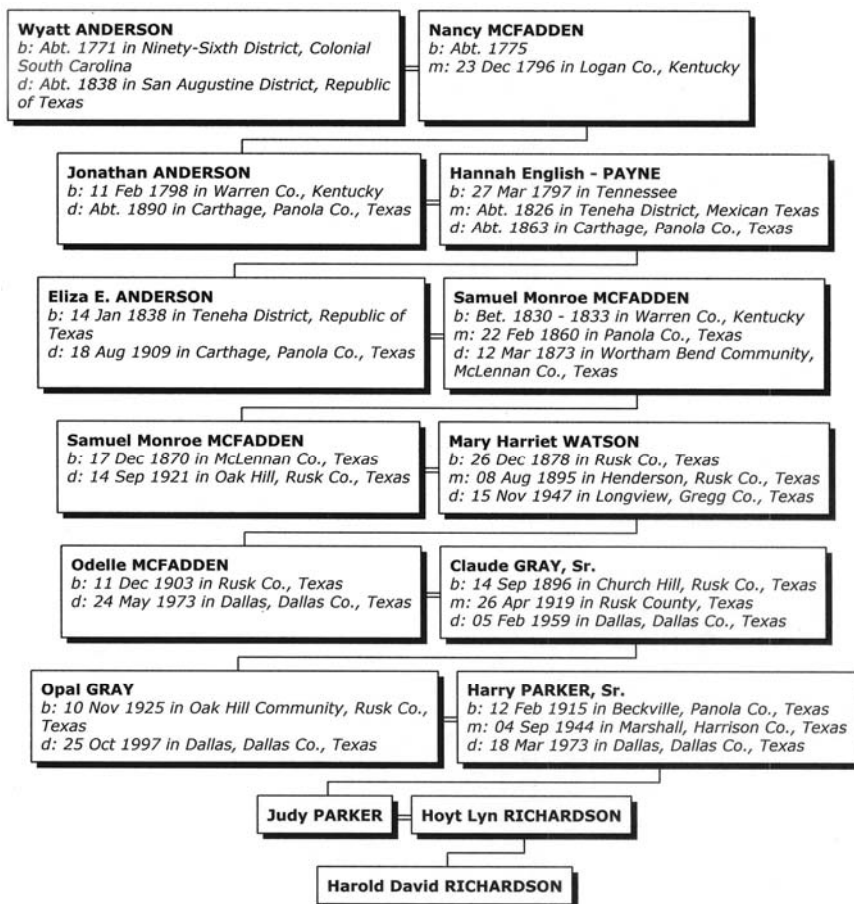 Wyatt ANDERSON
b: Abt. 1771 in Ninety-Sixth District, Colonial
South Carolina
d: Abt. 1838 in San Augustine District, Republic
of Texas
Nancy MCFADDEN
b: Abt. 1775
m: 23 Dec 1796 in Logan Co., Kentucky
Jonathan ANDERSON
b: 11 Feb 1798 in Warren Co., Kentucky
d: Abt. 1890 in Carthage, Panola Co., Texas
Hannah English - PAYNE
b: 27 Mar 1797 in Tennessee
m: Abt. 1826 in Teneha District, Mexican Texas
d: Abt. 1863 in Carthage, Panola Co., Texas
Eliza E. ANDERSON
b: 14 Jan 1838 in Teneha District, Republic of
Texas
d: 18 Aug 1909 in Carthage, Panola Co., Texas
Samuel Monroe MCFADDEN
b: Bet. 1830 - 1833 in Warren Co., Kentucky
m: 22 Feb 1860 in Panola Co., Texas
d: 12 Mar 1873 in Wortham Bend Community,
McLennan Co., Texas
Samuel Monroe MCFADDEN
b: 17 Dec 1870 in McLennan Co., Texas
d: 14 Sep 1921 in Oak Hill, Rusk Co., Texas
Mary Harriet WATSON
b: 26 Dec 1878 in Rusk Co., Texas
m: 08 Aug 1895 in Henderson, Rusk Co., Texas
d: 15 Nov 1947 in Longview, Gregg Co., Texas
Odelle MCFADDEN
b: 11 Dec 1903 in Rusk Co., Texas
d: 24 May 1973 in Dallas, Dallas Co., Texas
Claude GRAY, Sr.
b: 14 Sep 1896 in Church Hill, Rusk Co., Texas
m: 26 Apr 1919 in Rusk County, Texas
d: 05 Feb 1959 in Dallas, Dallas Co., Texas
Opal GRAY
b: 10 Nov 1925 in Oak Hill Community, Rusk Co.,
Texas
d: 25 Oct 1997 in Dallas, Dallas Co., Texas
Harry PARKER, Sr.
b: 12 Feb 1915 in Beckville, Panola Co., Texas
m: 04 Sep 1944 in Marshall, Harrison Co., Texas
d: 18 Mar 1973 in Dallas, Dallas Co., Texas
Judy PARKER
Hoyt Lyn RICHARDSON
Harold David RICHARDSON